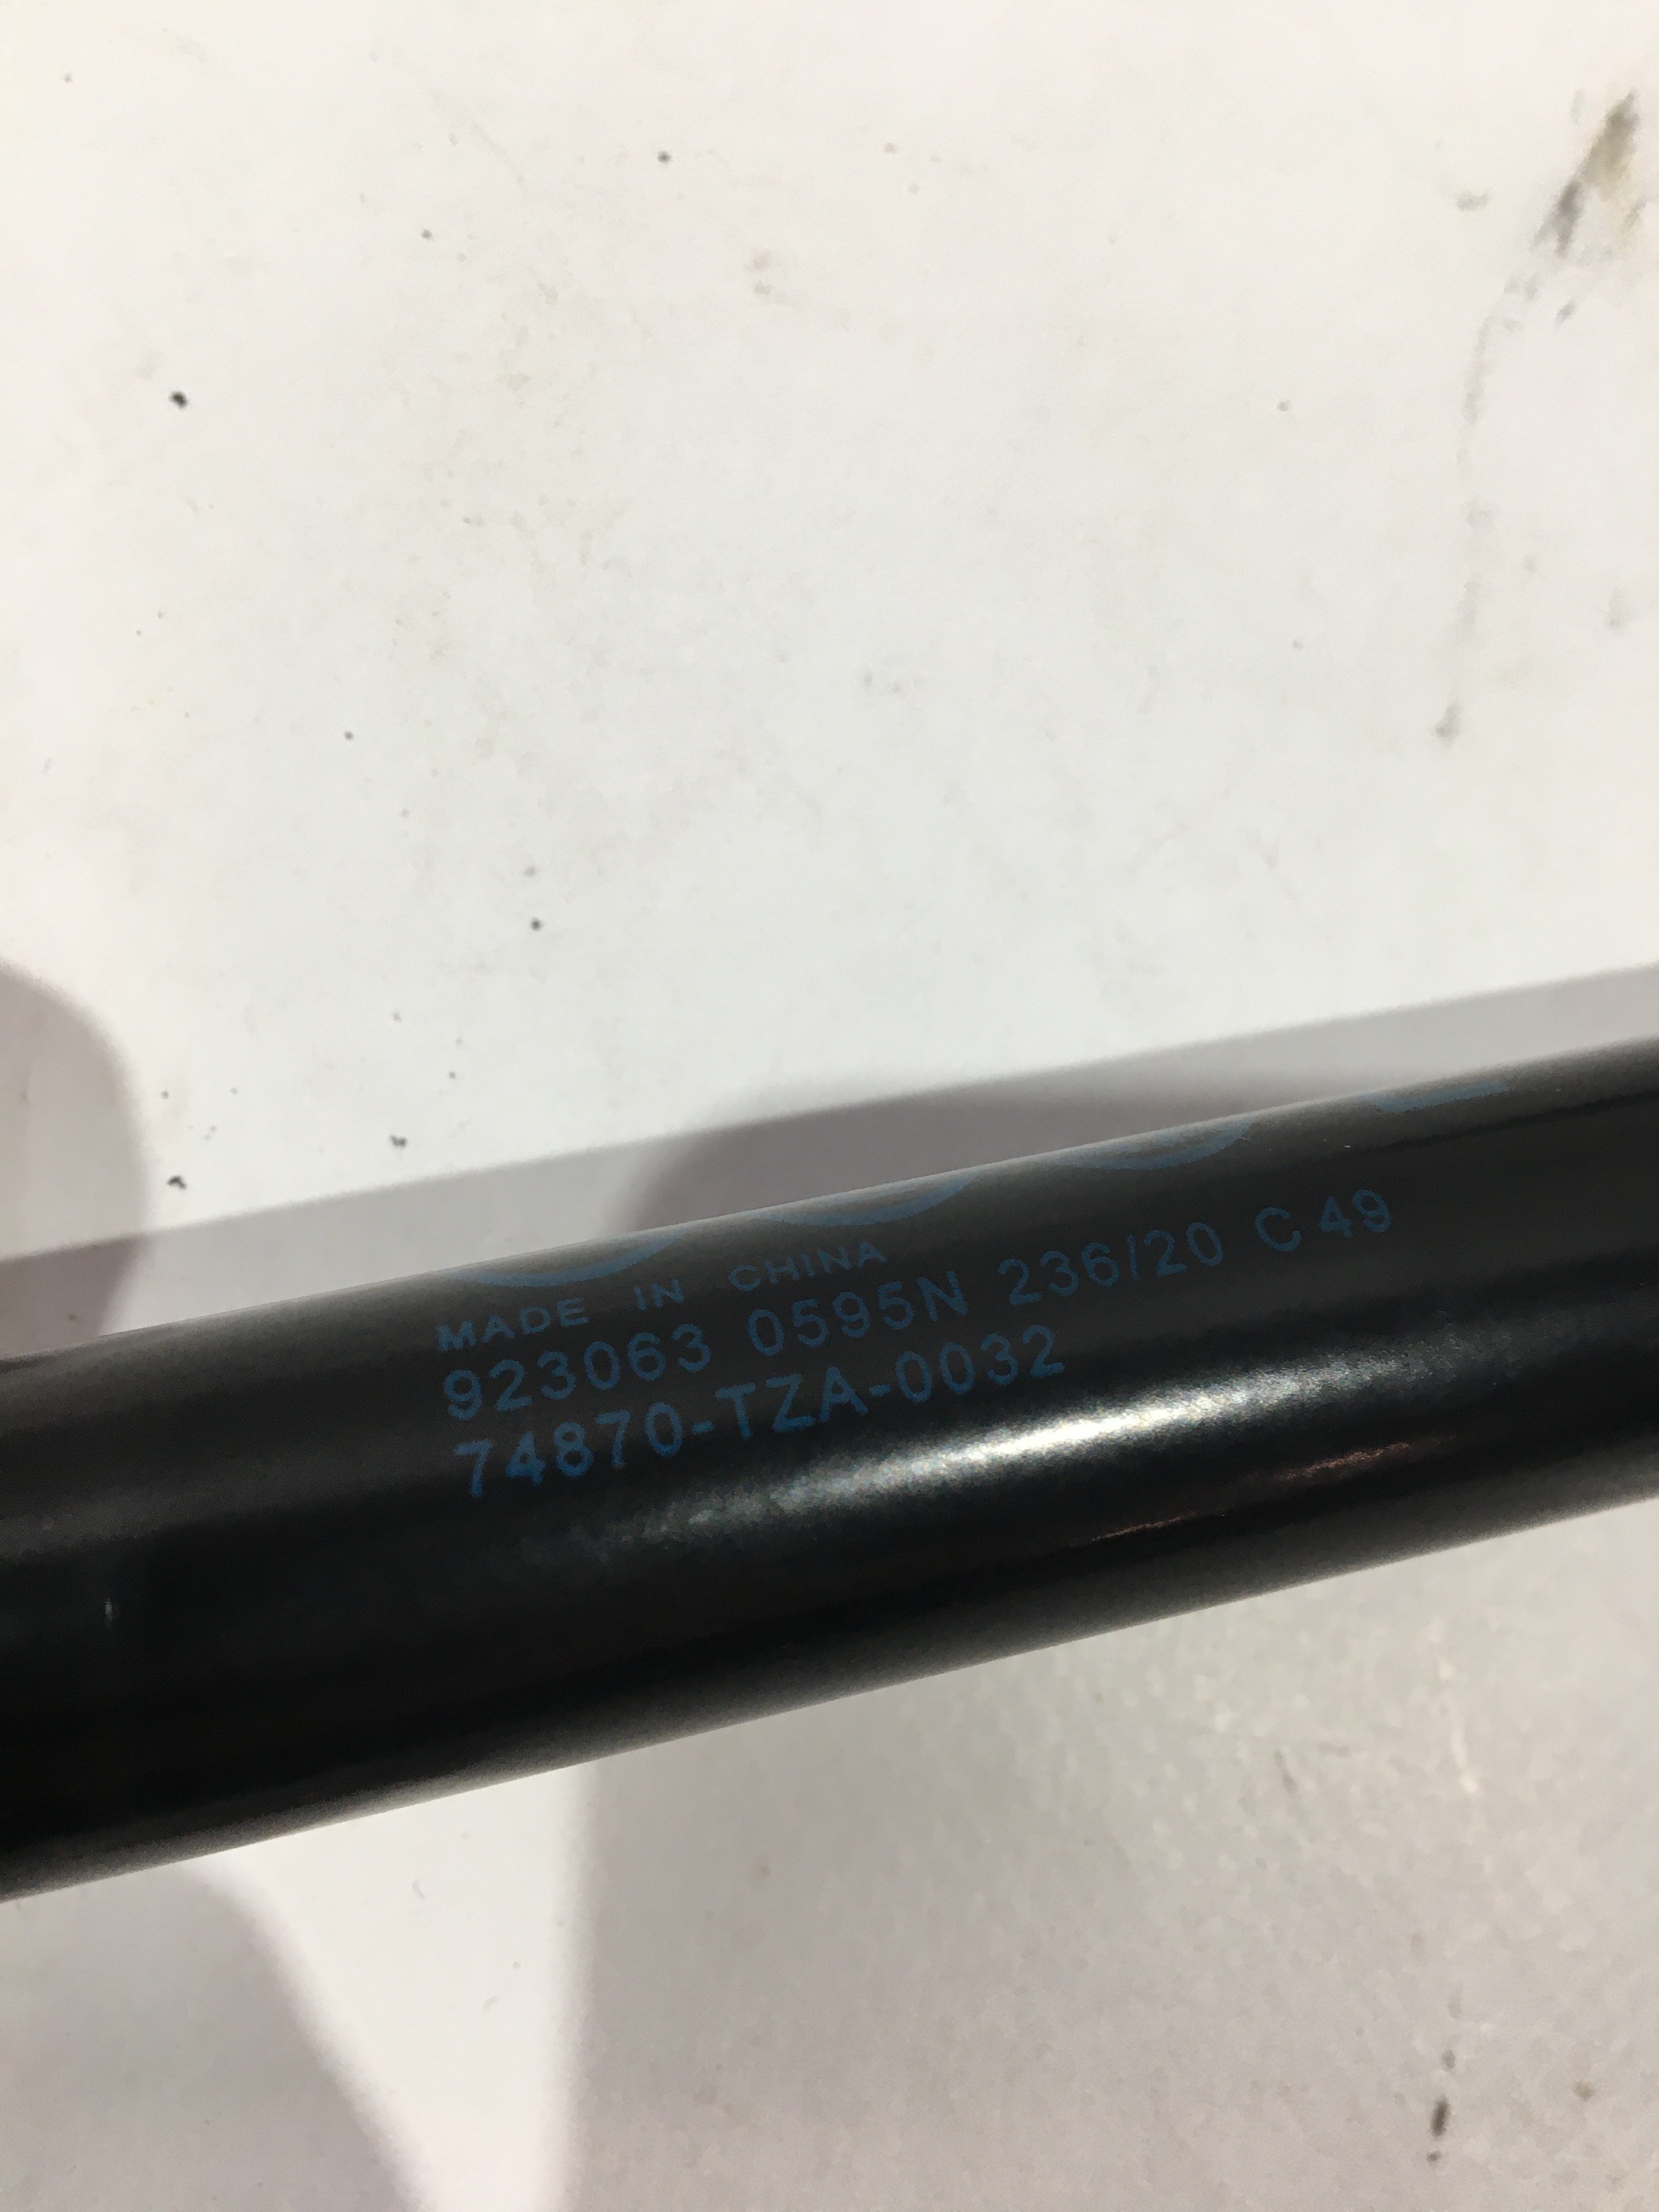 MADE IN CHINA
923063 0595N 236/20 C 49
74870-TZA-0032